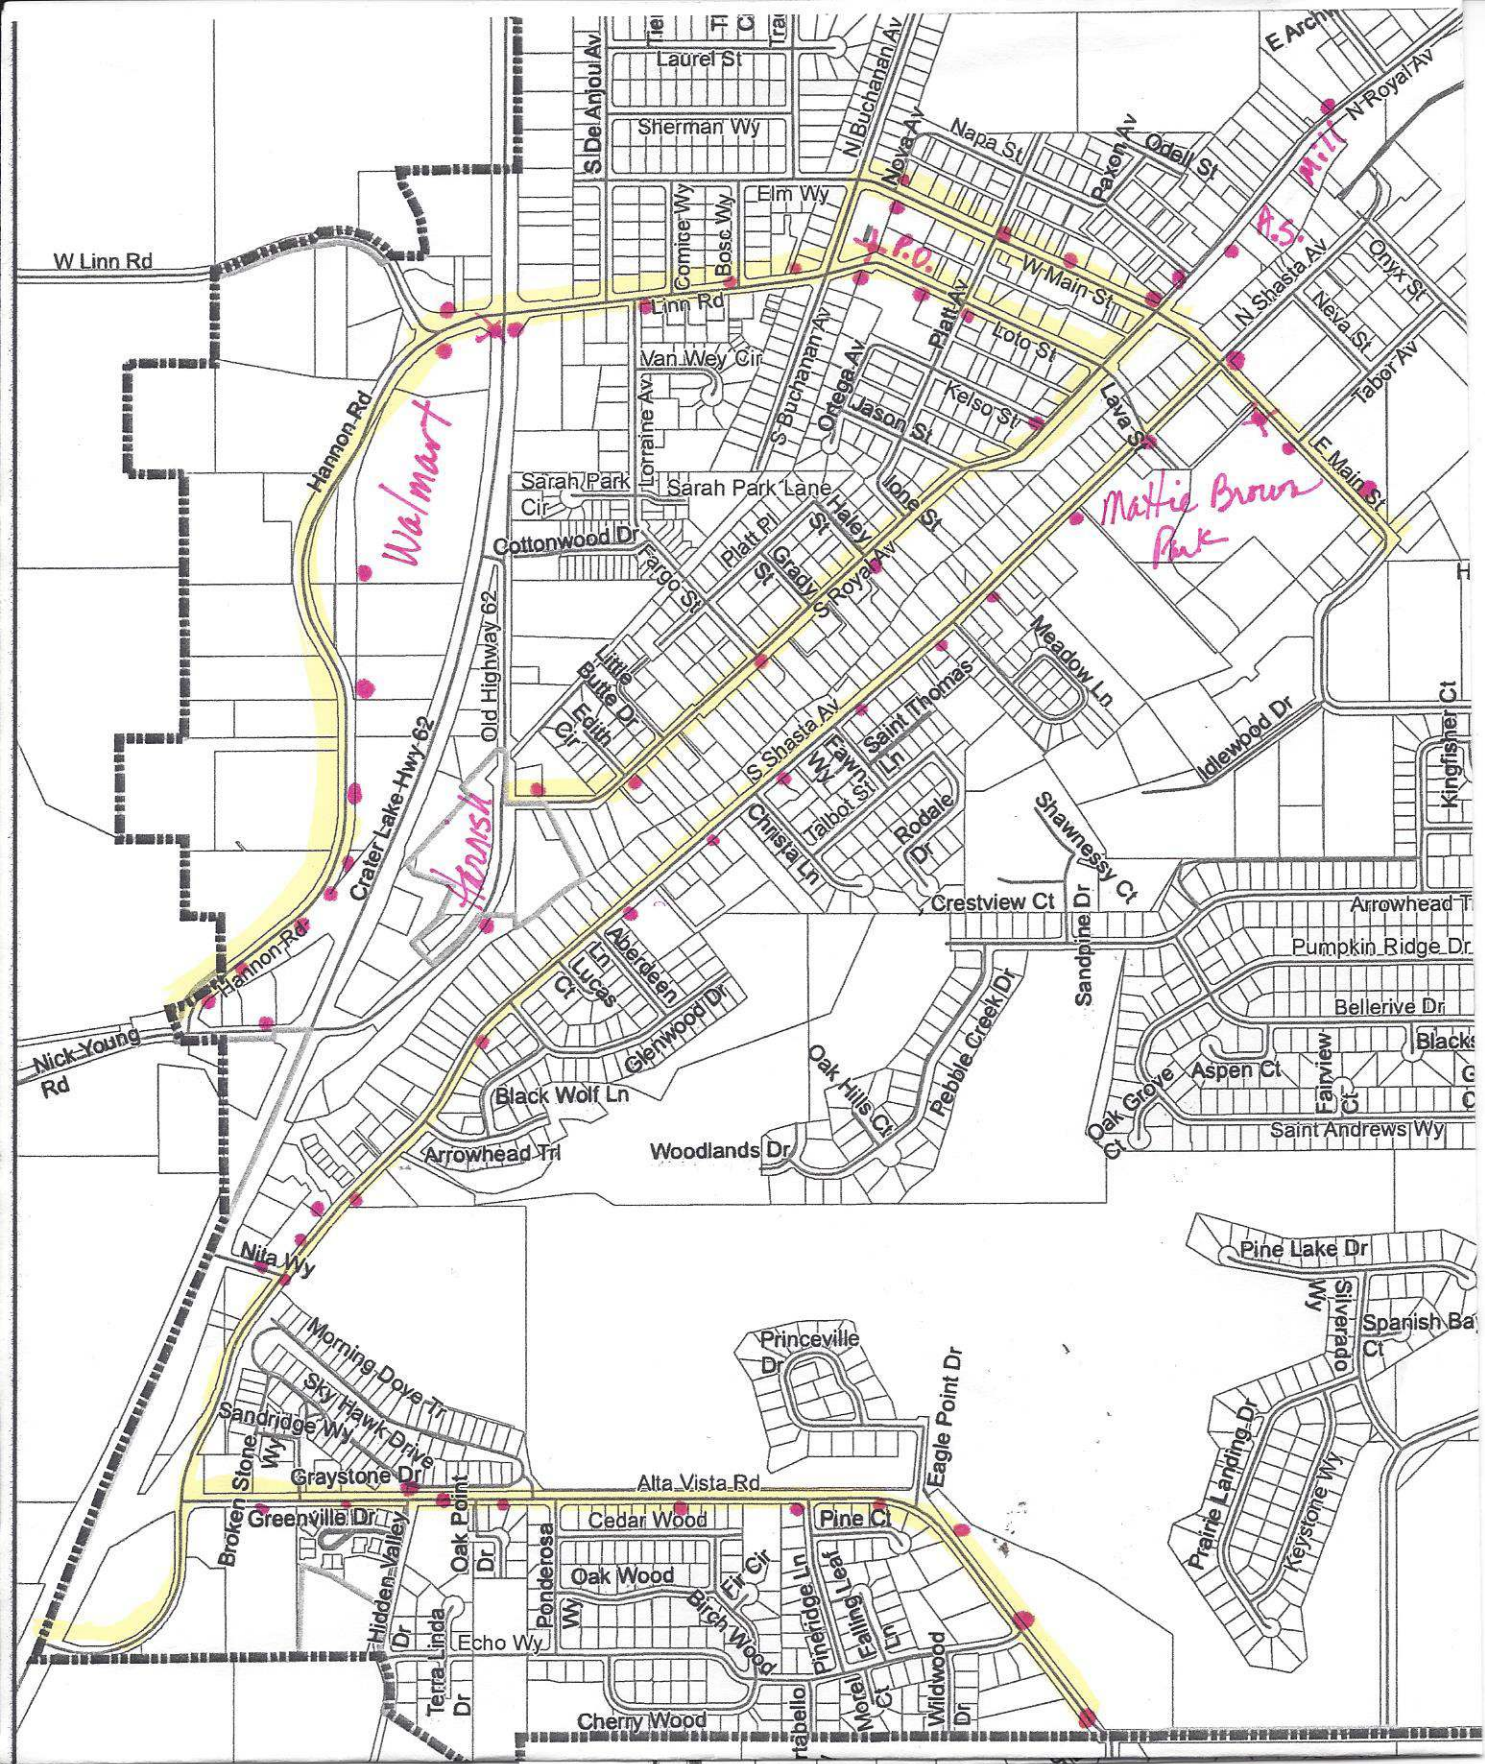 E Archw
N Royal Av
Mill
S De Anjou Av
Laurel St
Sherman Wy
N Buchanan Av
Nova Av
Napa St
Paxon Av
Odell St
W Linn Rd
Comice Wy
Bosc Wy
Elm Wy
P.O.
H.S.
N Shasta Av
Onyx St
Neva St
Tabor Av
W Main St
Linn Rd
Platt Av
Loto St
Van Wey Cir
S Buchanan Av
Ortega Av
Jason St
Kelso St
Lava St
Hannon Rd
Walmart
Lorraine Av
E Main St
Mattie Brown
Park
Sarah Park
Cir
Sarah Park Lane
Ione St
Haley
St
Platt Pl
Grady
St
Cottonwood Dr
Fargo St
S Royal Av
H
Old Highway 62
Little
Butte Dr
Edith
Cir
Meadow Ln
Saint Thomas
Ln
S Shasta Av
Fawn
Wy
Idlewood Dr
Kingfisher Ct
Crater Lake Hwy 62
Harnish
Talbot St
Christa Ln
Rodale
Dr
Shawnessy Ct
Crestview Ct
Sandpine Dr
Arrowhead T
Pumpkin Ridge Dr
Hannon Rd
Aberdeen
Ln
Lucas
Ct
Glenwood Dr
Bellerive Dr
Nick Young
Rd
Black Wolf Ln
Oak Hills Ct
Pebble Creek Dr
Oak Grove
Ct
Aspen Ct
Fairview
Ct
Blacks
G
C
Arrowhead Trl
Woodlands Dr
Saint Andrews Wy
Nita Wy
Pine Lake Dr
Silverado
Wy
Spanish Ba
Ct
Morning Dove Tr
Sky Hawk Drive
Sandridge Wy
Princeville
Dr
Eagle Point Dr
Prairie Landing Dr
Keystone Wy
Broken Stone
Wy
Graystone Dr
Alta Vista Rd
Greenville Dr
Oak Point
Dr
Cedar Wood
Pine Ct
Hidden Valley
Dr
Ponderosa
Wy
Oak Wood
Fir Cir
Birch Wood
Pineridge Ln
Falling Leaf
Ln
Terra Linda
Dr
Echo Wy
Cherry Wood
rtabello
Morel
Ct
Wildwood
Dr